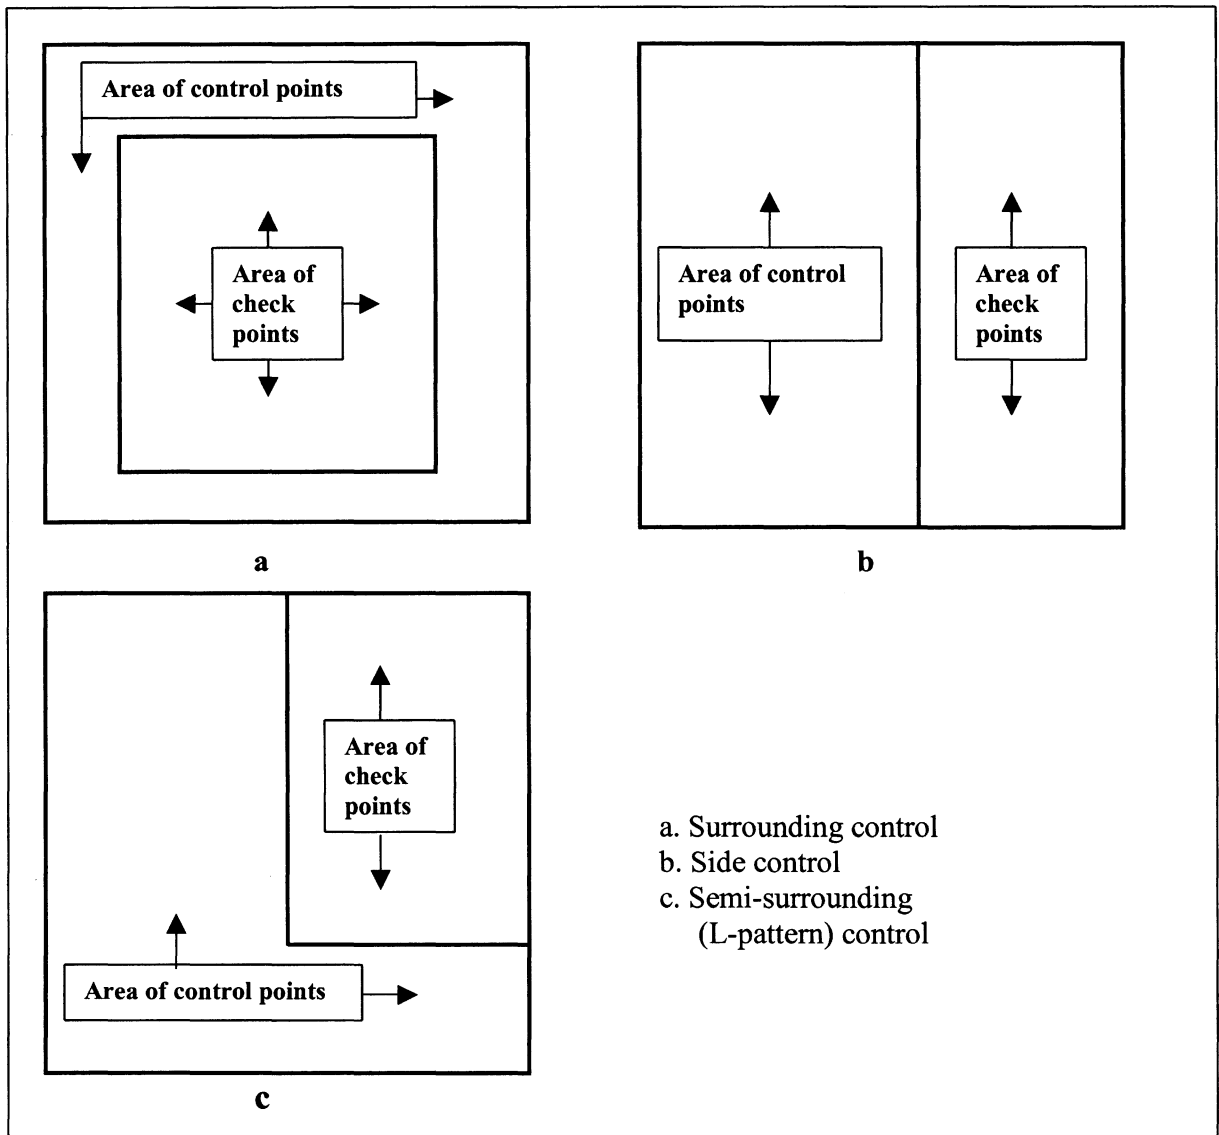 Area of control points
Area of
check
points
Area of control
points
Area of
check
points
a
b
Area of
check
points
Area of control points
c
a. Surrounding control
b. Side control
c. Semi-surrounding
(L-pattern) control